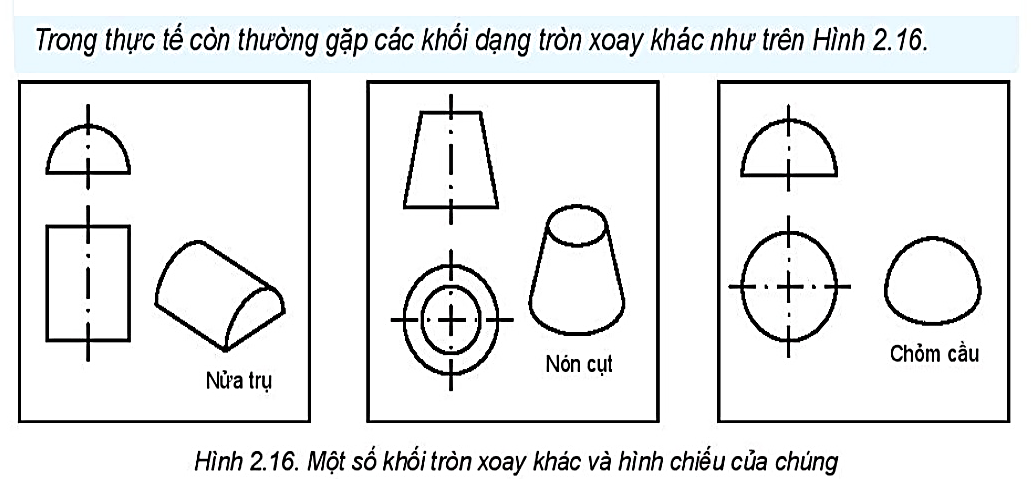 Trong thực tế còn thường gặp các khối dạng tròn xoay khác như trên Hình 2.16.
Nửa trụ
Nón cụt
Chỏm cầu
Hình 2.16. Một số khối tròn xoay khác và hình chiếu của chúng